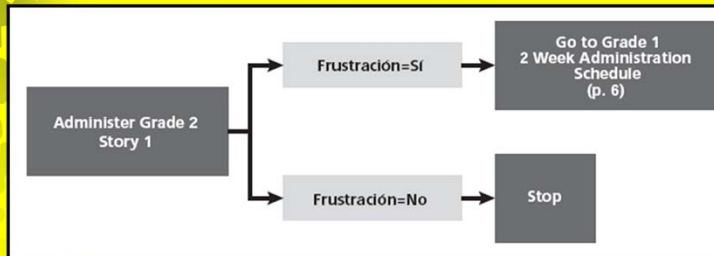 Administer Grade 2
Story 1
Frustración=Sí
Go to Grade 1
2 Week Administration
Schedule
(p. 6)
Frustración=No
Stop